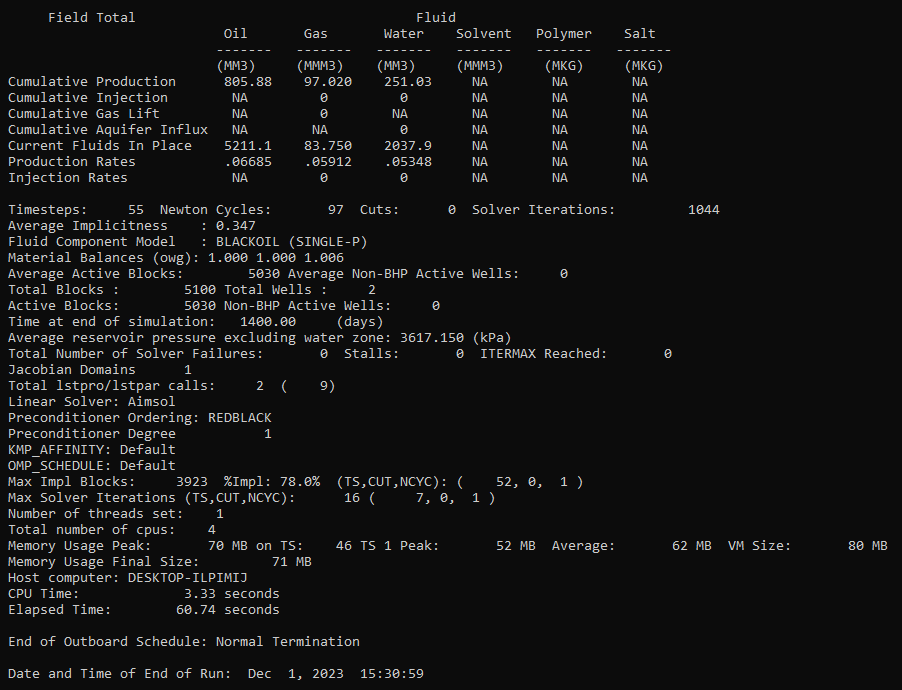 Field Total Fluid
Oil Gas Water Solvent Polymer Salt
------- ------- ------- ------- ------- -------
(MM3) (MMM3) (MM3) (MMM3) (MKG) (MKG)
Cumulative Production 805.88 97.020 251.03 NA NA NA
Cumulative Injection NA 0 0 NA NA NA
Cumulative Gas Lift NA 0 NA NA NA NA
Cumulative Aquifer Influx NA NA 0 NA NA NA
Current Fluids In Place 5211.1 83.750 2037.9 NA NA NA
Production Rates .06685 .05912 .05348 NA NA NA
Injection Rates NA 0 0 NA NA NA
Timesteps: 55 Newton Cycles: 97 Cuts: 0 Solver Iterations: 1044
Average Implicitness : 0.347
Fluid Component Model : BLACKOIL (SINGLE-P)
Material Balances (owg): 1.000 1.000 1.006
Average Active Blocks: 5030 Average Non-BHP Active Wells: 0
Total Blocks : 5100 Total Wells : 2
Active Blocks: 5030 Non-BHP Active Wells: 0
Time at end of simulation: 1400.00 (days)
Average reservoir pressure excluding water zone: 3617.150 (kPa)
Total Number of Solver Failures: 0 Stalls: 0 ITERMAX Reached: 0
Jacobian Domains 1
Total lstpro/lstpar calls: 2 ( 9)
Linear Solver: Aimsol
Preconditioner Ordering: REDBLACK
Preconditioner Degree 1
KMP_AFFINITY: Default
OMP_SCHEDULE: Default
Max Impl Blocks: 3923 %Impl: 78.0% (TS,CUT,NCYC): ( 52, 0, 1 )
Max Solver Iterations (TS,CUT,NCYC): 16 ( 7, 0, 1 )
Number of threads set: 1
Total number of cpus: 4
Memory Usage Peak: 70 MB on TS: 46 TS 1 Peak: 52 MB Average: 62 MB VM Size: 80 MB
Memory Usage Final Size: 71 MB
Host computer: DESKTOP-ILPIMIJ
CPU Time: 3.33 seconds
Elapsed Time: 60.74 seconds
End of Outboard Schedule: Normal Termination
Date and Time of End of Run: Dec 1, 2023 15:30:59